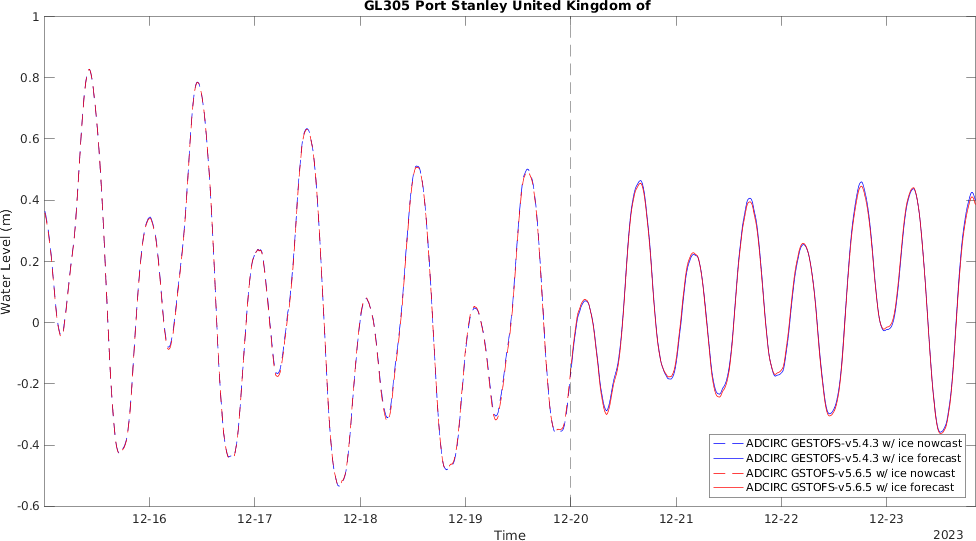 GL305 Port Stanley United Kingdom of
1
0.8
0.6
0.4
0.2
0
-0.2
-0.4
-0.6
Water Level (m)
12-16 12-17 12-18 12-19 12-20 12-21 12-22 12-23
Time
2023
ADCIRC GESTOFS-v5.4.3 w/ ice nowcast
ADCIRC GESTOFS-v5.4.3 w/ ice forecast
ADCIRC GSTOFS-v5.6.5 w/ ice nowcast
ADCIRC GSTOFS-v5.6.5 w/ ice forecast